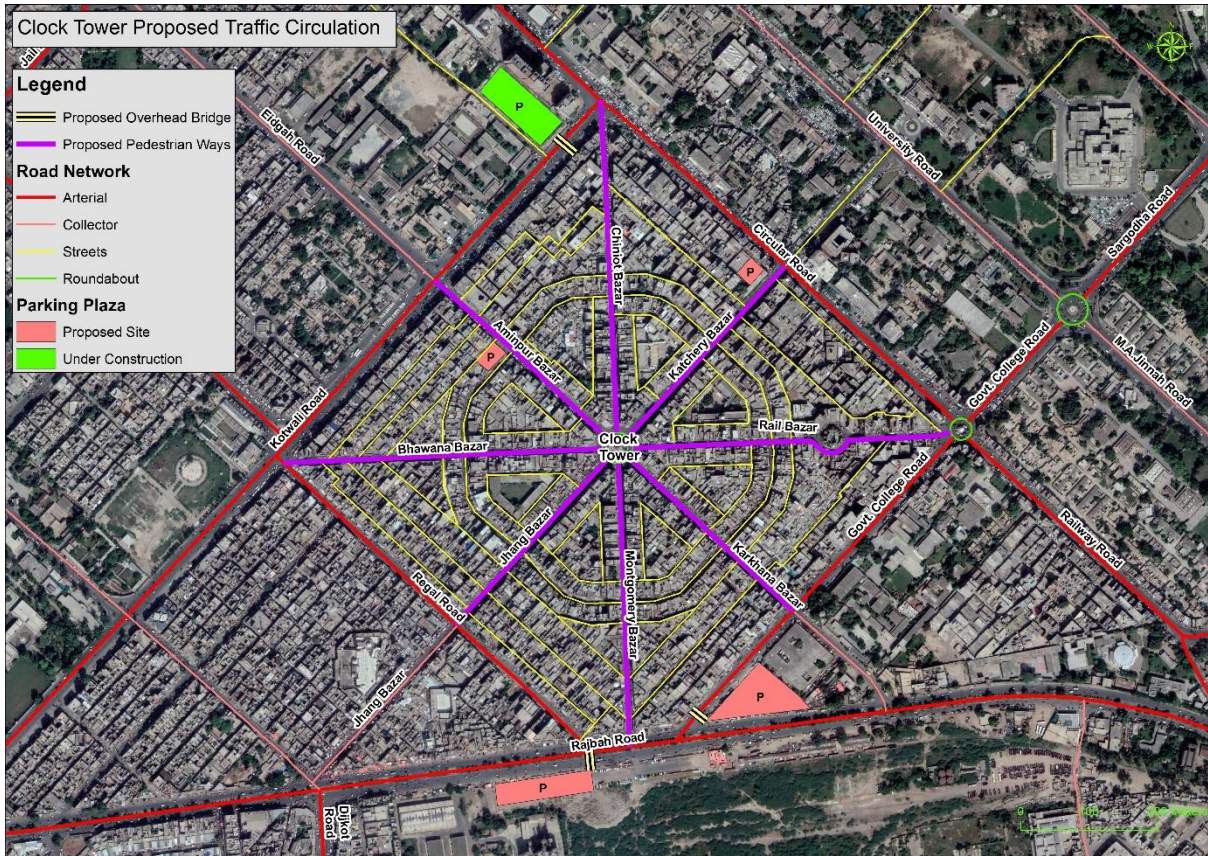 Clock Tower Proposed Traffic Circulation
Legend
Proposed Overhead Bridge
Proposed Pedestrian Ways
Road Network
Arterial
Collector
Streets
Roundabout
Parking Plaza
Proposed Site
Under Construction
P
N
W
Eidgah Road
University Road
Sargodha Road
Circular Road
Chiniot Bazar
P
Katchery Bazar
Govt. College Road
M.A.Jinnah Road
Aminpur Bazar
P
Kotwali Road
Bhawana Bazar
Clock
Tower
Rail Bazar
Govt. College Road
Railway Road
Jhang Bazar
Karkhana Bazar
Regal Road
Montgomery Bazar
Jhang Bazar
P
Rajbah Road
P
Dijkot
Road
0